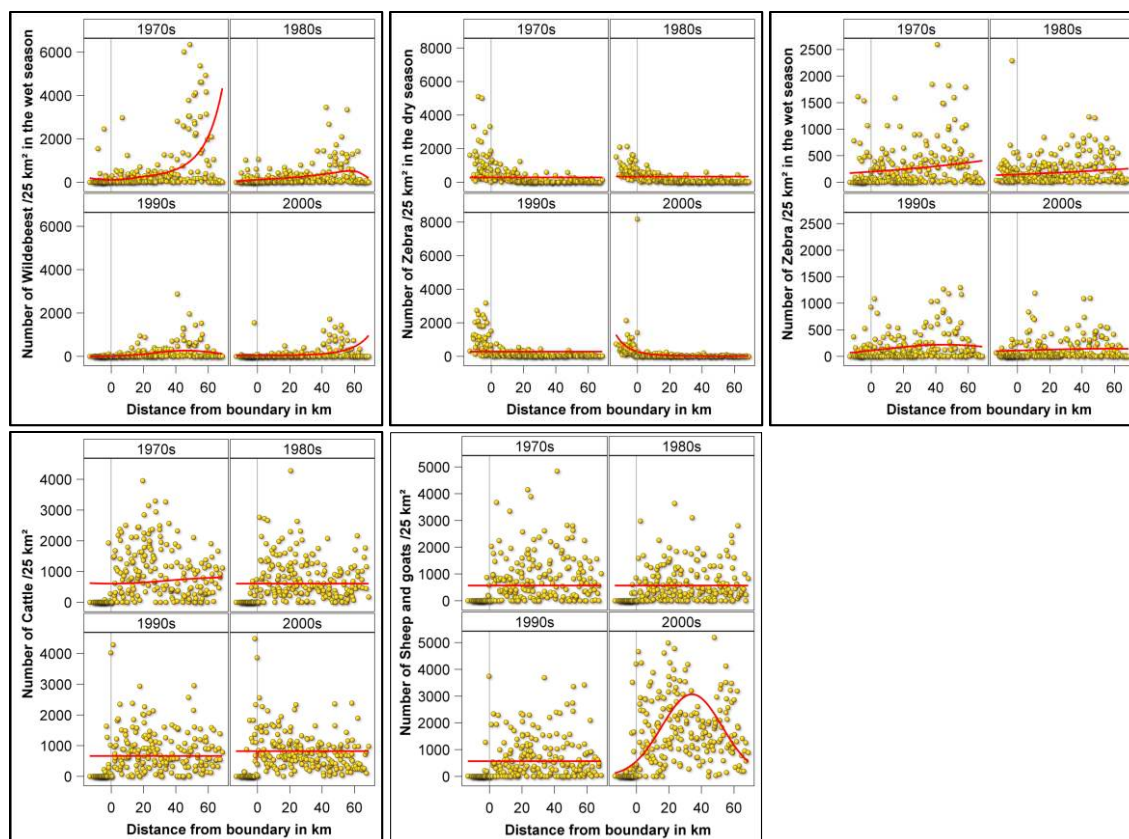 Number of Wildebeest /25 km² in the wet season
1970s 1980s
6000
4000
2000
0
1990s 2000s
6000
4000
2000
0
0 20 40 60 0 20 40 60
Distance from boundary in km
Number of Zebra /25 km² in the dry season
1970s 1980s
8000
6000
4000
2000
0
1990s 2000s
8000
6000
4000
2000
0
0 20 40 60 0 20 40 60
Distance from boundary in km
Number of Zebra /25 km² in the wet season
1970s 1980s
2500
2000
1500
1000
500
0
1990s 2000s
2500
2000
1500
1000
500
0
0 20 40 60 0 20 40 60
Distance from boundary in km
Number of Cattle /25 km²
1970s 1980s
4000
3000
2000
1000
0
1990s 2000s
4000
3000
2000
1000
0
0 20 40 60 0 20 40 60
Distance from boundary in km
Number of Sheep and goats /25 km²
1970s 1980s
5000
4000
3000
2000
1000
0
1990s 2000s
5000
4000
3000
2000
1000
0
0 20 40 60 0 20 40 60
Distance from boundary in km